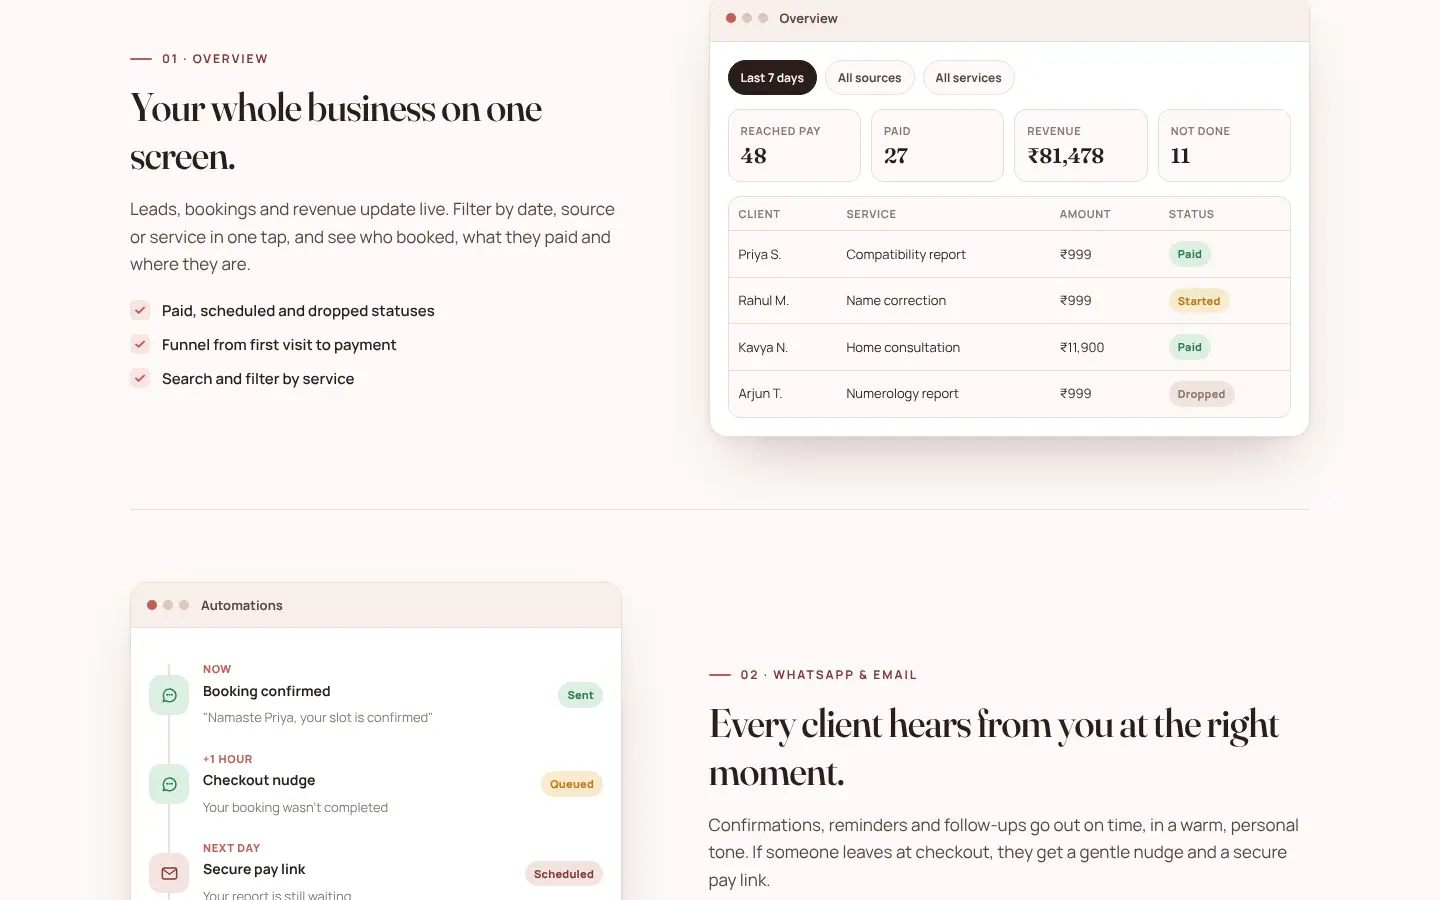 01 · OVERVIEW
Your whole business on one
screen.
Leads, bookings and revenue update live. Filter by date, source
or service in one tap, and see who booked, what they paid and
where they are.
Paid, scheduled and dropped statuses
Funnel from first visit to payment
Search and filter by service
Overview
Last 7 days All sources All services
REACHED PAY PAID REVENUE NOT DONE
48 27 ₹81,478 11
CLIENT SERVICE AMOUNT STATUS
Priya S. Compatibility report ₹999 Paid
Rahul M. Name correction ₹999 Started
Kavya N. Home consultation ₹11,900 Paid
Arjun T. Numerology report ₹999 Dropped
Automations
NOW
Booking confirmed Sent
"Namaste Priya, your slot is confirmed"
+1 HOUR
Checkout nudge Queued
Your booking wasn't completed
NEXT DAY
Secure pay link Scheduled
Your report is still waiting
02 · WHATSAPP & EMAIL
Every client hears from you at the right
moment.
Confirmations, reminders and follow-ups go out on time, in a warm, personal
tone. If someone leaves at checkout, they get a gentle nudge and a secure
pay link.